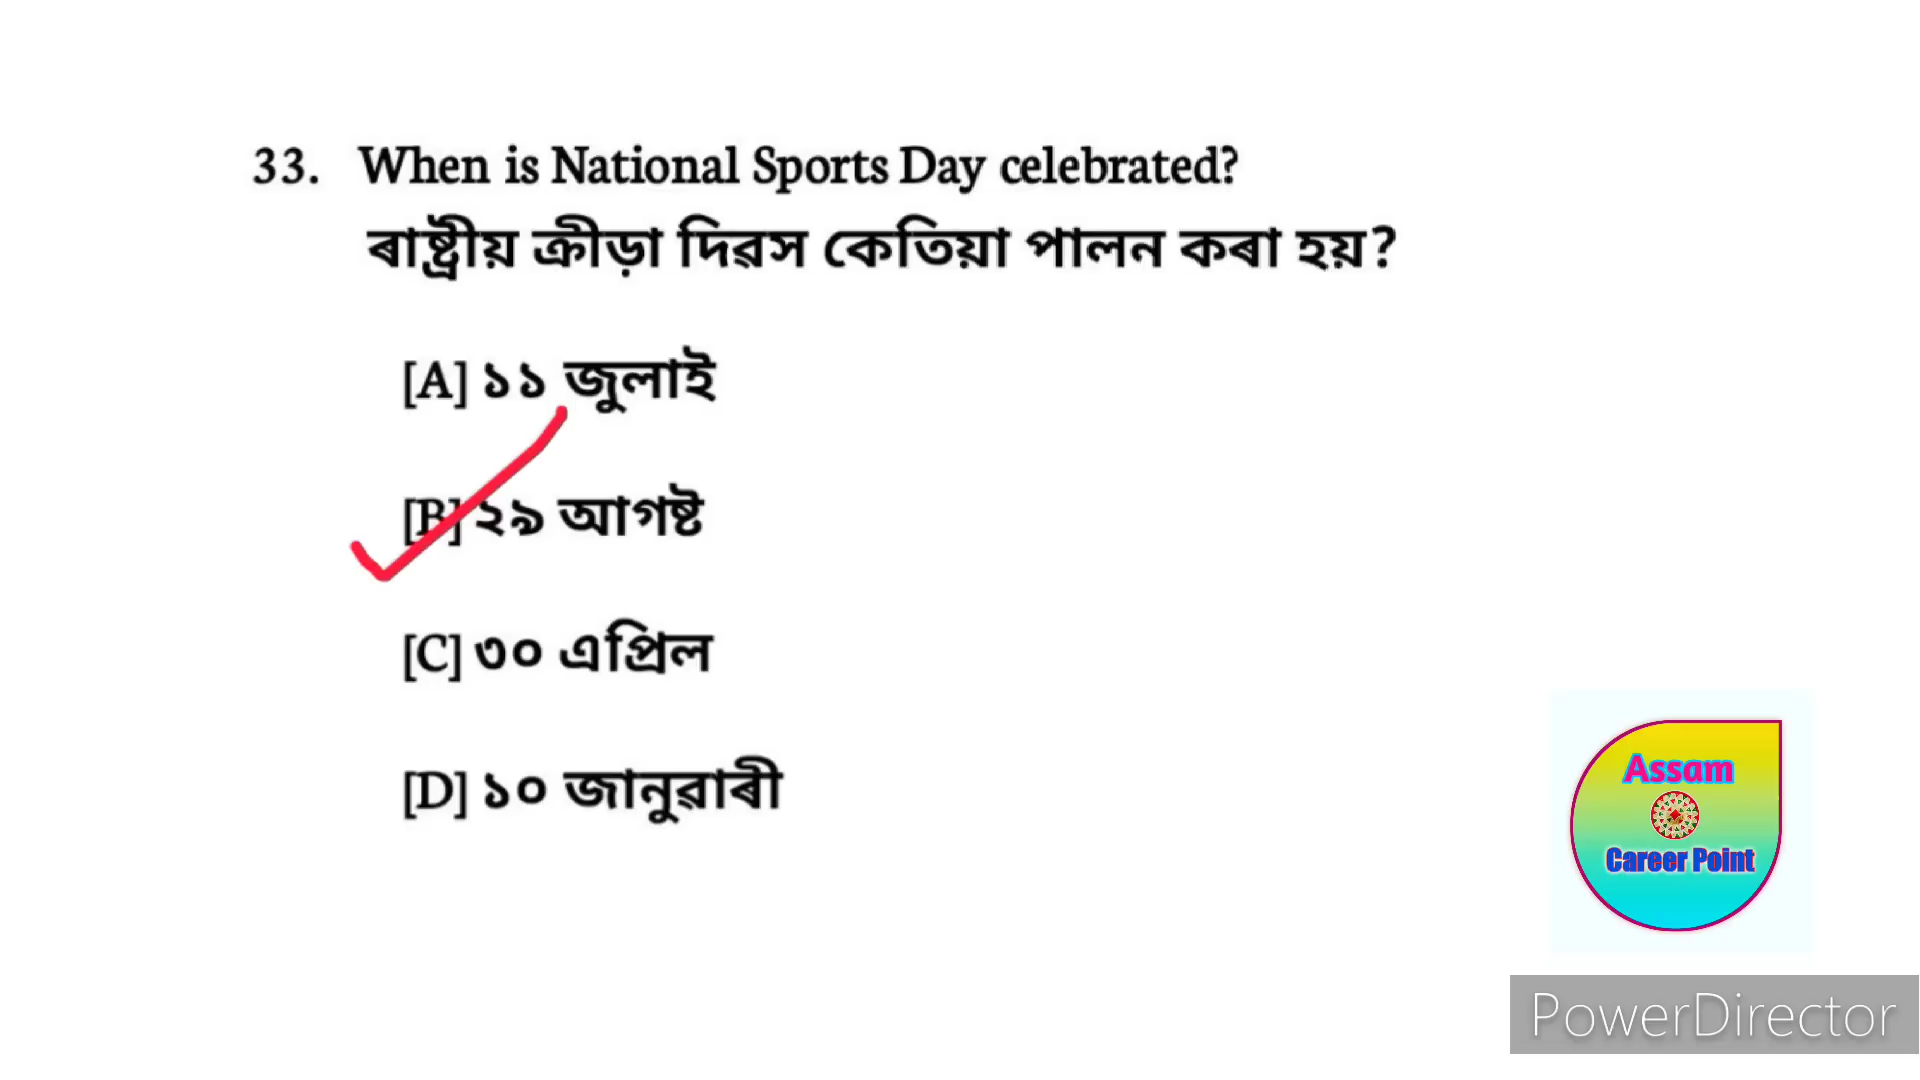 33. When is National Sports Day celebrated?
ৰাষ্ট্ৰীয় ক্ৰীড়া দিৱস কেতিয়া পালন কৰা হয়?
[A] ১১ জুলাই
[B] ২৯ আগষ্ট
[C] ৩০ এপ্ৰিল
[D] ১০ জানুৱাৰী
Assam
Career Point
PowerDirector